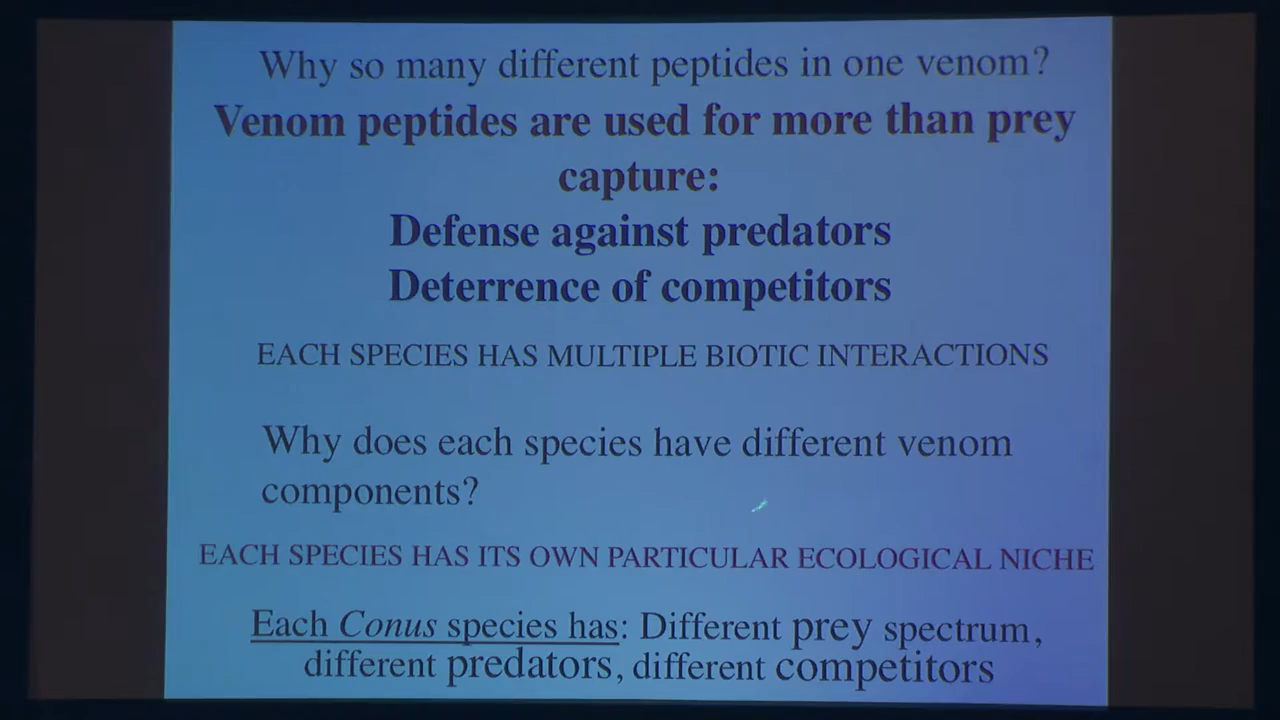 Why so many different peptides in one venom?
Venom peptides are used for more than prey
capture:
Defense against predators
Deterrence of competitors
EACH SPECIES HAS MULTIPLE BIOTIC INTERACTIONS
Why does each species have different venom
components?
EACH SPECIES HAS ITS OWN PARTICULAR ECOLOGICAL NICHE
Each Conus species has: Different prey spectrum,
different predators, different competitors